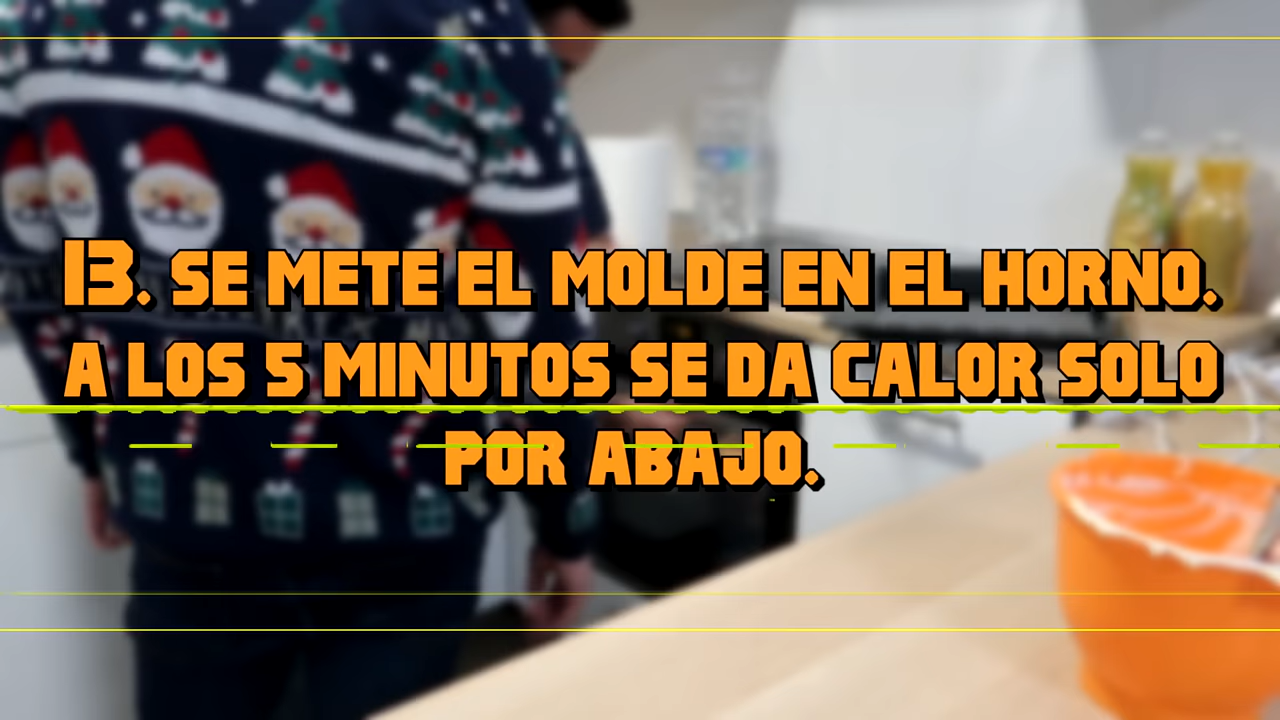 13. SE METE EL MOLDE EN EL HORNO.
A LOS 5 MINUTOS SE DA CALOR SOLO
POR ABAJO.